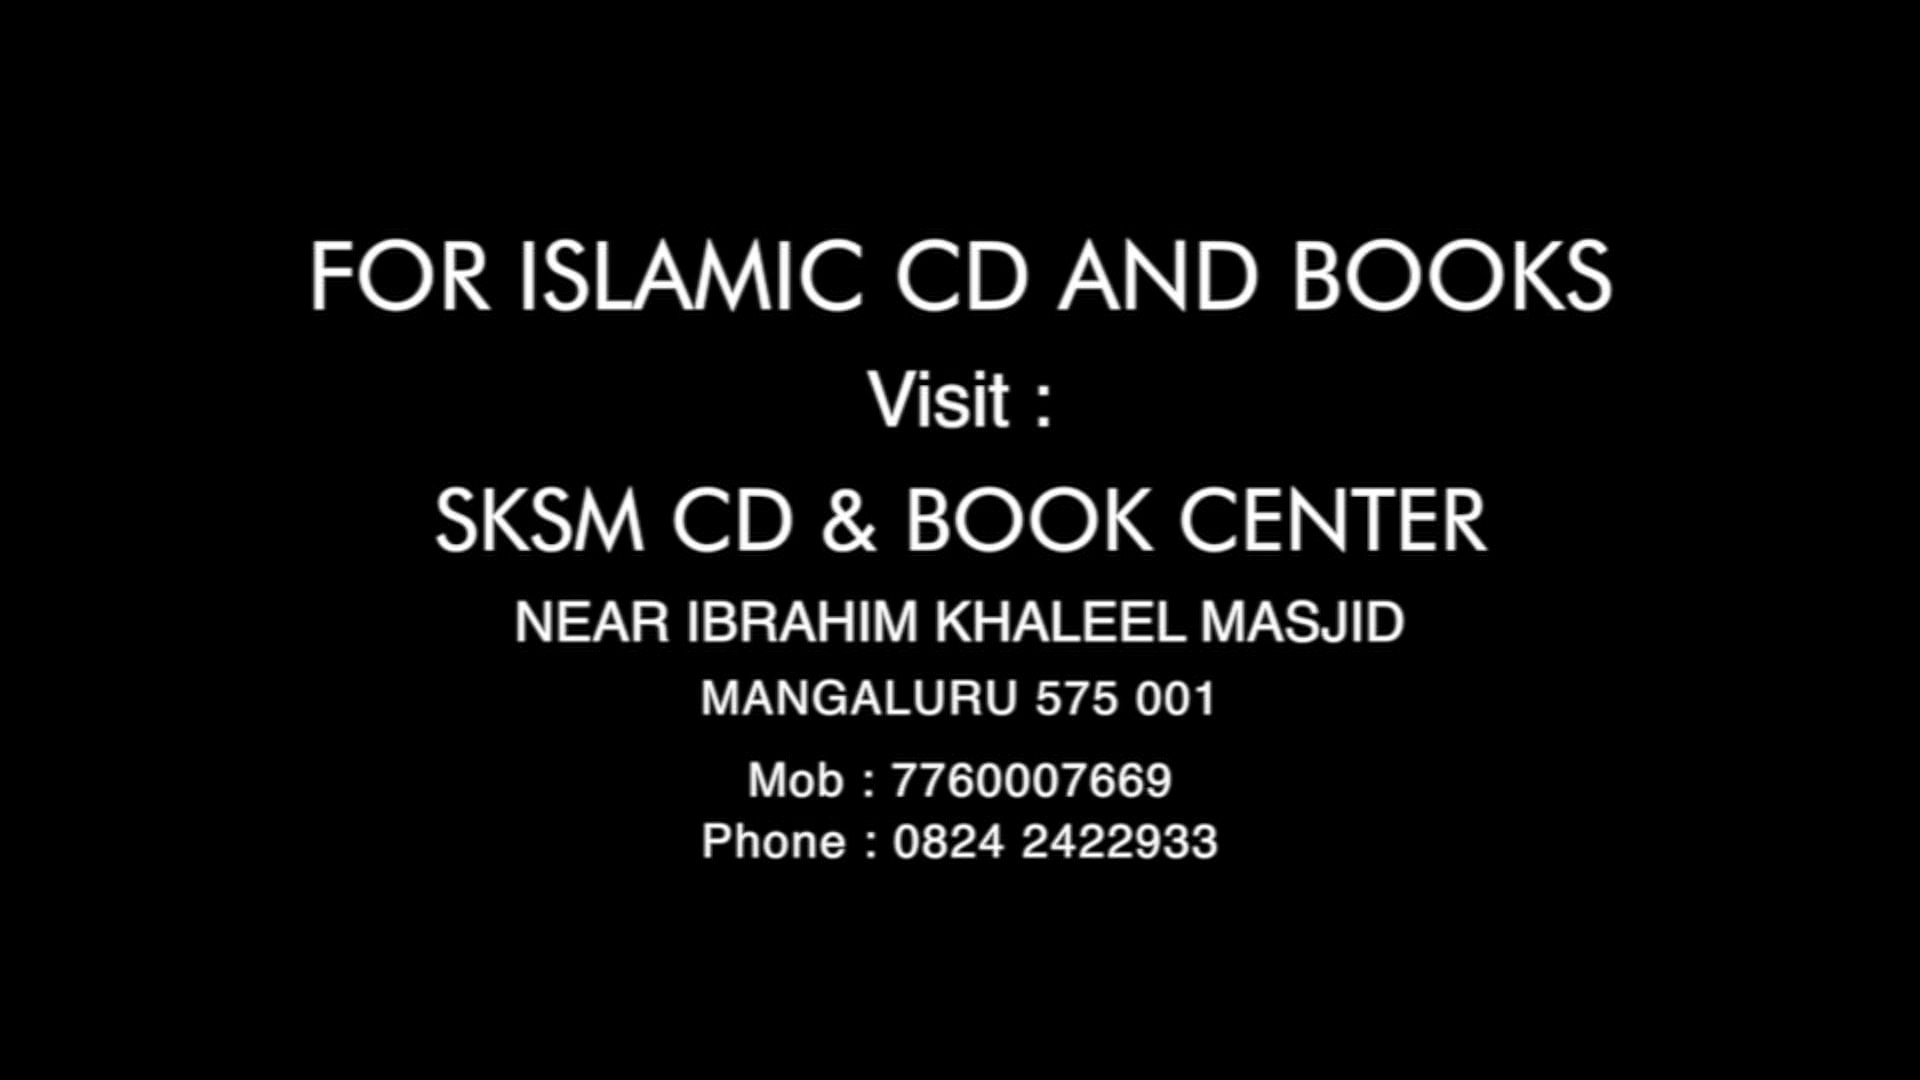 FOR ISLAMIC CD AND BOOKS
Visit :
SKSM CD & BOOK CENTER
NEAR IBRAHIM KHALEEL MASJID
MANGALURU 575 001
Mob : 7760007669
Phone : 0824 2422933